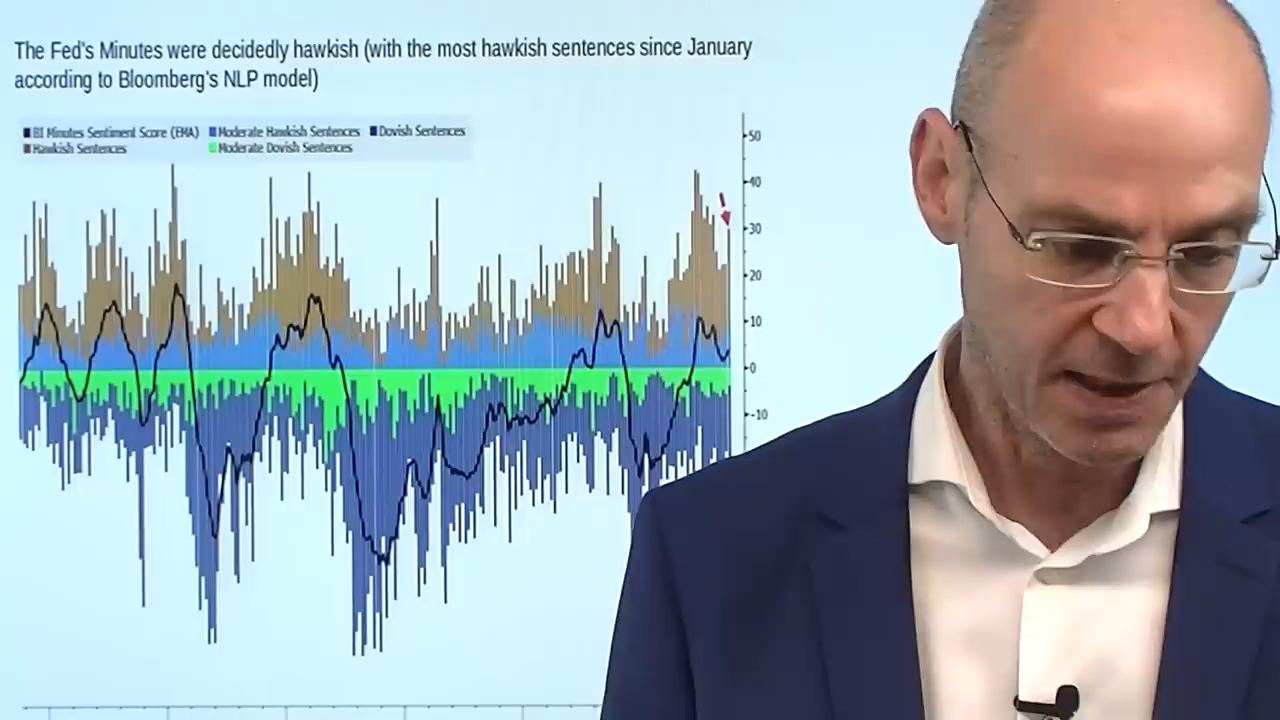 The Fed's Minutes were decidedly hawkish (with the most hawkish sentences since January
according to Bloomberg's NLP model)
BI Minutes Sentiment Score (EMA) Moderate Hawkish Sentences Dovish Sentences
Hawkish Sentences Moderate Dovish Sentences
50
40
30
20
10
0
-10